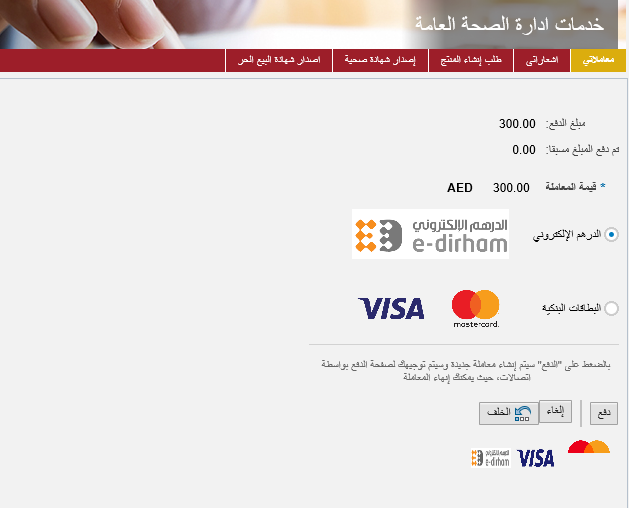 خدمات ادارة الصحة العامة
معاملاتي
اشعاراتي
طلب إنشاء المنتج
إصدار شهادة صحية
اصدار شهادة البيع الحر
مبلغ الدفع: 300.00
تم دفع المبلغ مسبقا: 0.00
* قيمة المعاملة 300.00 AED
الدرهم الإلكتروني
الدرهم الإلكتروني
e-dirham
البطاقات البنكية
mastercard.
VISA
بالضغط على "الدفع" سيتم إنشاء معاملة جديدة وسيتم توجيهك لصفحة الدفع بواسطة
اتصالات، حيث يمكنك إنهاء المعاملة
دفع
إلغاء
الخلف
VISA
الدرهم الإلكتروني
e-dirham